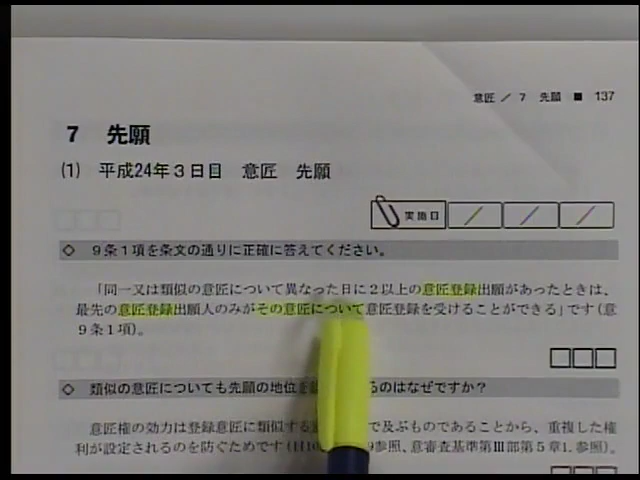 意匠／7 先願 ■ 137
7 先願
(1) 平成24年3日目 意匠 先願
実施日
◇ 9条1項を条文の通りに正確に答えてください。
「同一又は類似の意匠について異なった日に2以上の意匠登録出願があったときは、
最先の意匠登録出願人のみがその意匠について意匠登録を受けることができる」です（意
9条1項）。
◇ 類似の意匠についても先願の地位を るのはなぜですか？
意匠権の効力は登録意匠に類似する で及ぶものであることから、重複した権
利が設定されるのを防ぐためです 参照、意審査基準第Ⅲ部第5章1. 参照）。